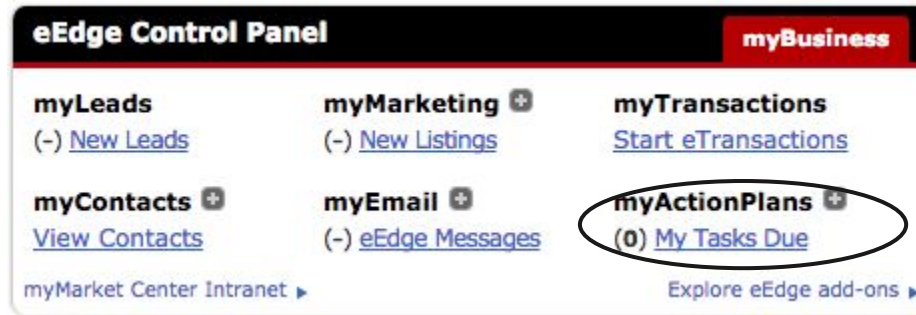 eEdge Control Panel
myBusiness
myLeads
(-) New Leads
myMarketing
(-) New Listings
myTransactions
Start eTransactions
myContacts
View Contacts
myEmail
(-) eEdge Messages
myActionPlans
(0) My Tasks Due
myMarket Center Intranet
Explore eEdge add-ons